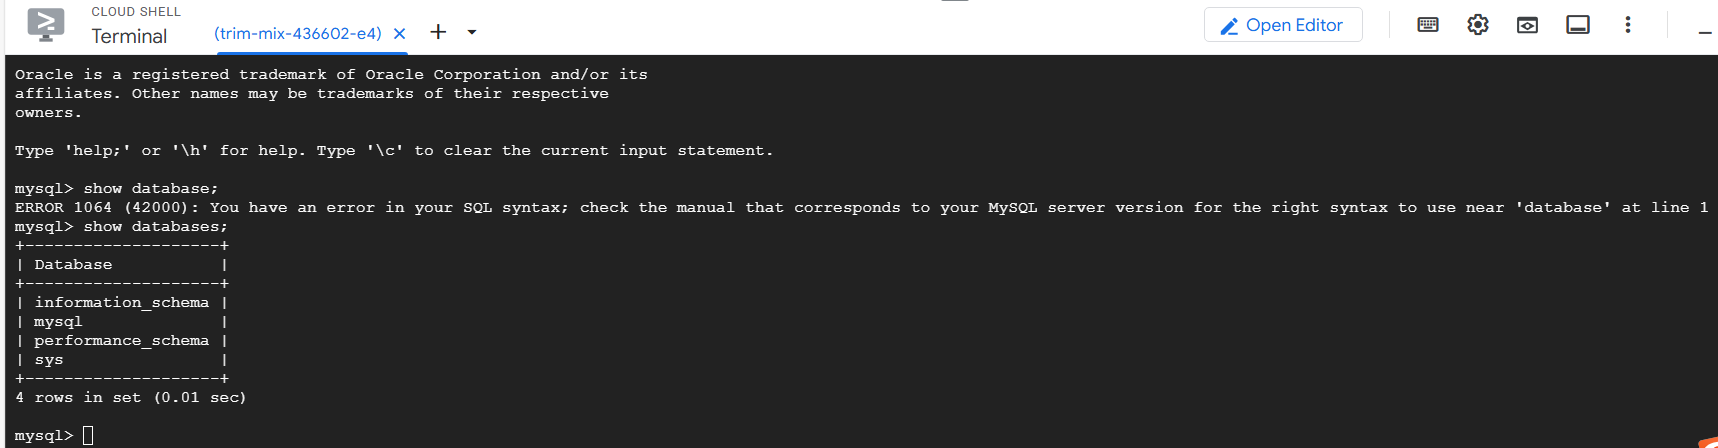 CLOUD SHELL
Terminal
(trim-mix-436602-e4)
Open Editor
Oracle is a registered trademark of Oracle Corporation and/or its
affiliates. Other names may be trademarks of their respective
owners.
Type 'help;' or '\h' for help. Type '\c' to clear the current input statement.
mysql> show database;
ERROR 1064 (42000): You have an error in your SQL syntax; check the manual that corresponds to your MySQL server version for the right syntax to use near 'database' at line 1
mysql> show databases;
+--------------------+
| Database           |
+--------------------+
| information_schema |
| mysql              |
| performance_schema |
| sys                |
+--------------------+
4 rows in set (0.01 sec)
mysql>